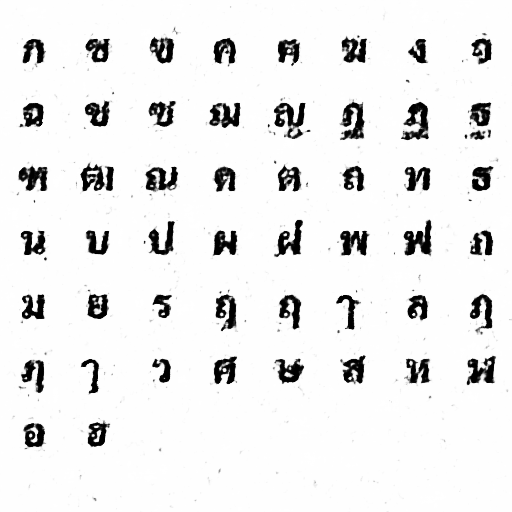 ก ข ฃ ค ฅ ฆ ง จ
ฉ ช ซ ฌ ญ ฎ ฏ ฐ
ฑ ฒ ณ ด ต ถ ท ธ
น บ ป ผ ฝ พ ฟ ภ
ม ย ร ฤ ฤ ๅ ล ฦ
ฦ ๅ ว ศ ษ ส ห ฬ
อ ฮ